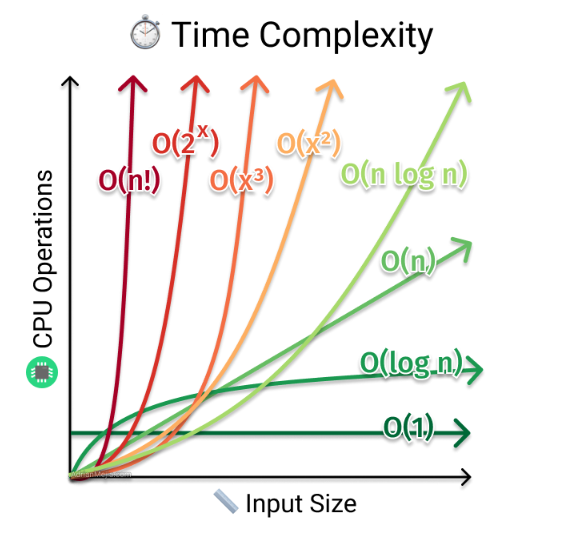 Time Complexity
CPU Operations
O(n!)
O(2^x)
O(x³)
O(x²)
O(n log n)
O(n)
O(log n)
O(1)
Input Size